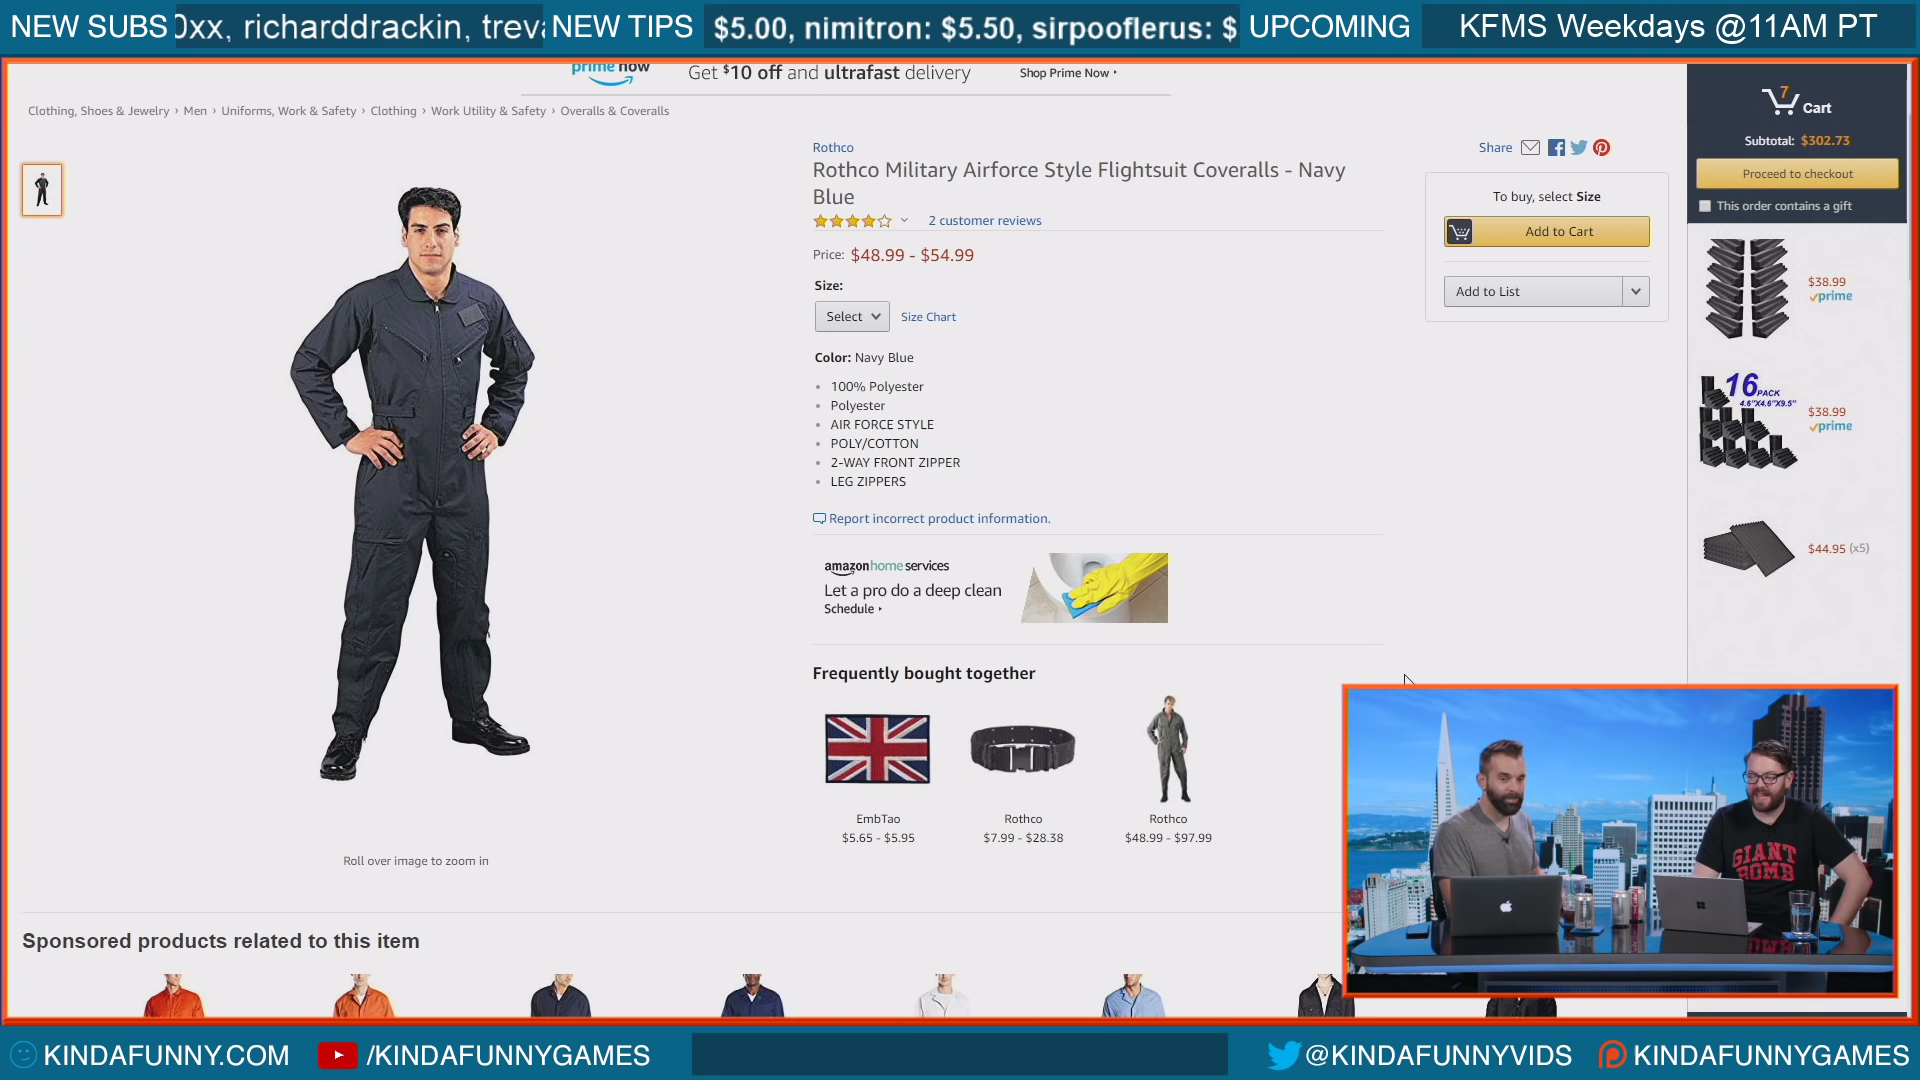 NEW SUBS
0xx, richarddrackin, trev
NEW TIPS
$5.00, nimitron: $5.50, sirpooflerus: $
UPCOMING
KFMS Weekdays @11AM PT
prime now
Get $10 off and ultrafast delivery
Shop Prime Now
Clothing, Shoes & Jewelry › Men › Uniforms, Work & Safety › Clothing › Work Utility & Safety › Overalls & Coveralls
7
Cart
Subtotal: $302.73
Proceed to checkout
This order contains a gift
Share
Rothco
Rothco Military Airforce Style Flightsuit Coveralls - Navy
Blue
2 customer reviews
Price: $48.99 - $54.99
Size:
Select
Size Chart
Color: Navy Blue
100% Polyester
Polyester
AIR FORCE STYLE
POLY/COTTON
2-WAY FRONT ZIPPER
LEG ZIPPERS
Report incorrect product information.
To buy, select Size
Add to Cart
Add to List
$38.99
prime
16 PACK
4.6"X4.6"X9.5"
$38.99
prime
$44.95 (x5)
amazon home services
Let a pro do a deep clean
Schedule
Frequently bought together
EmbTao
$5.65 - $5.95
Rothco
$7.99 - $28.38
Rothco
$48.99 - $97.99
Roll over image to zoom in
Sponsored products related to this item
GIANT
BOMB
KINDAFUNNY.COM
/KINDAFUNNYGAMES
@KINDAFUNNYVIDS
KINDAFUNNYGAMES